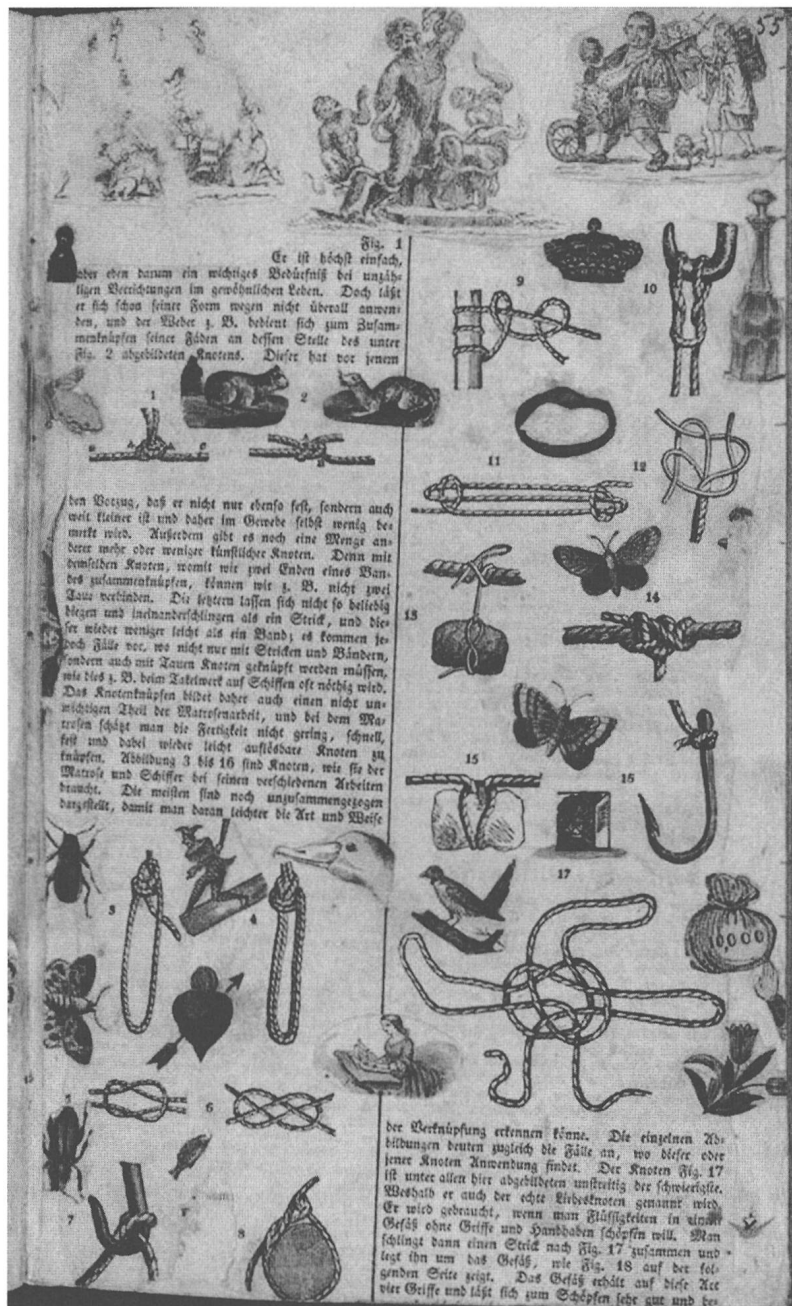 55
Fig. 1
Er ist höchst einfach,
aber eben darum ein wichtiges Bedürfniß bei unzäh-
ligen Verrichtungen im gewöhnlichen Leben. Doch läßt
er sich schon seiner Form wegen nicht überall anwen-
den, und der Weber z. B. bedient sich zum Zusam-
menknüpfen seiner Fäden an dessen Stelle des unter
Fig. 2 abgebildeten Knotens. Dieser hat vor jenem
1
2
den Vorzug, daß er nicht nur ebenso fest, sondern auch
weit kleiner ist und daher im Gewebe selbst wenig be-
merkt wird. Außerdem gibt es noch eine Menge an-
derer mehr oder weniger künstlicher Knoten. Denn mit
demselben Knoten, womit wir zwei Enden eines Ban-
des zusammenknüpfen, können wir z. B. nicht zwei
Taue verbinden. Die letztern lassen sich nicht so beliebig
biegen und ineinanderschlingen als ein Strick, und die-
ser wieder weniger leicht als ein Band; es kommen je-
doch Fälle vor, wo nicht nur mit Stricken und Bändern,
sondern auch mit Tauen Knoten geknüpft werden müssen,
wie dies z. B. beim Takelwerk auf Schiffen oft nöthig wird.
Das Knotenknüpfen bildet daher auch einen nicht un-
wichtigen Theil der Matrosenarbeit, und bei dem Ma-
trosen schätzt man die Fertigkeit nicht gering, schnell,
fest und dabei wieder leicht auflösbare Knoten zu
knüpfen. Abbildung 3 bis 16 sind Knoten, wie sie der
Matrose und Schiffer bei seinen verschiedenen Arbeiten
braucht. Die meisten sind noch unzusammengezogen
dargestellt, damit man daran leichter die Art und Weise
3
4
5
6
7
8
9
10
11
12
13
14
15
16
17
10000
der Verknüpfung erkennen könne. Die einzelnen Ab-
bildungen deuten zugleich die Fälle an, wo dieser oder
jener Knoten Anwendung findet. Der Knoten Fig. 17
ist unter allen hier abgebildeten unstreitig der schwierigste.
Weshalb er auch der echte Liebesknoten genannt wird.
Er wird gebraucht, wenn man Flüssigkeiten in einem
Gefäß ohne Griffe und Handhaben schöpfen will. Man
schlingt dann einen Strick nach Fig. 17 zusammen und
legt ihn um das Gefäß, wie Fig. 18 auf der fol-
genden Seite zeigt. Das Gefäß erhält auf diese Art
vier Griffe und läßt sich zum Schöpfen sehr gut und be-